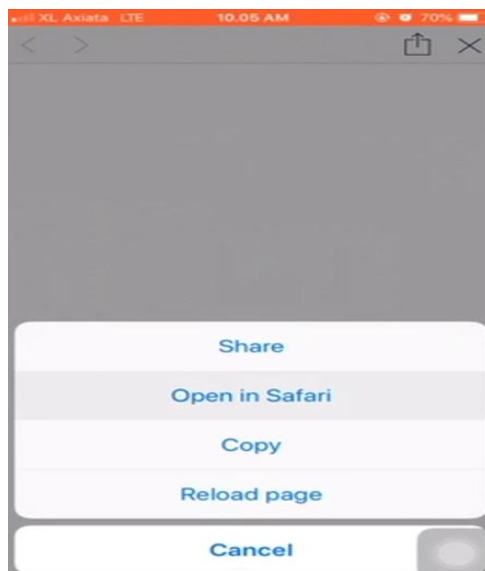 XL Axiata LTE 10.05 AM 70%
Share
Open in Safari
Copy
Reload page
Cancel